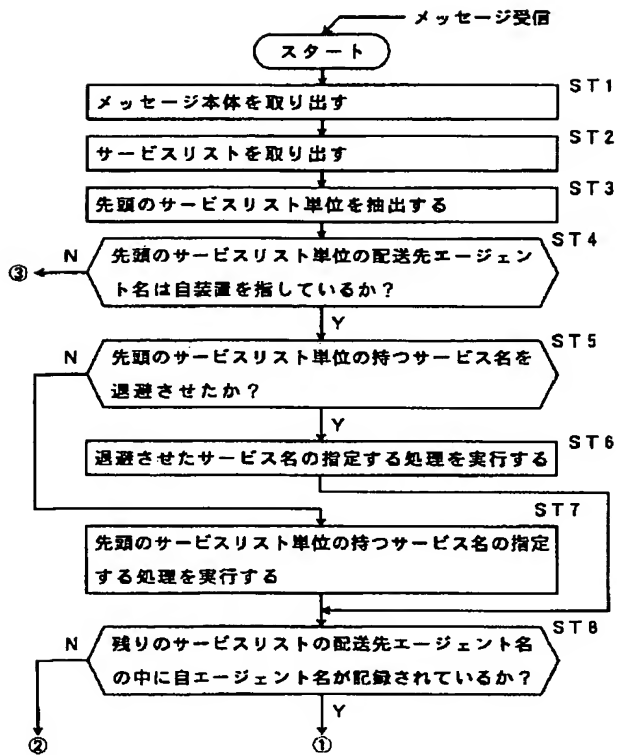 メッセージ受信
スタート
ST1
メッセージ本体を取り出す
ST2
サービスリストを取り出す
ST3
先頭のサービスリスト単位を抽出する
ST4
N
先頭のサービスリスト単位の配送先エージェン
ト名は自装置を指しているか?
③
Y
ST5
N
先頭のサービスリスト単位の持つサービス名を
退避させたか?
Y
ST6
退避させたサービス名の指定する処理を実行する
ST7
先頭のサービスリスト単位の持つサービス名の指定
する処理を実行する
ST8
N
残りのサービスリストの配送先エージェント名
の中に自エージェント名が記録されているか?
Y
②
①